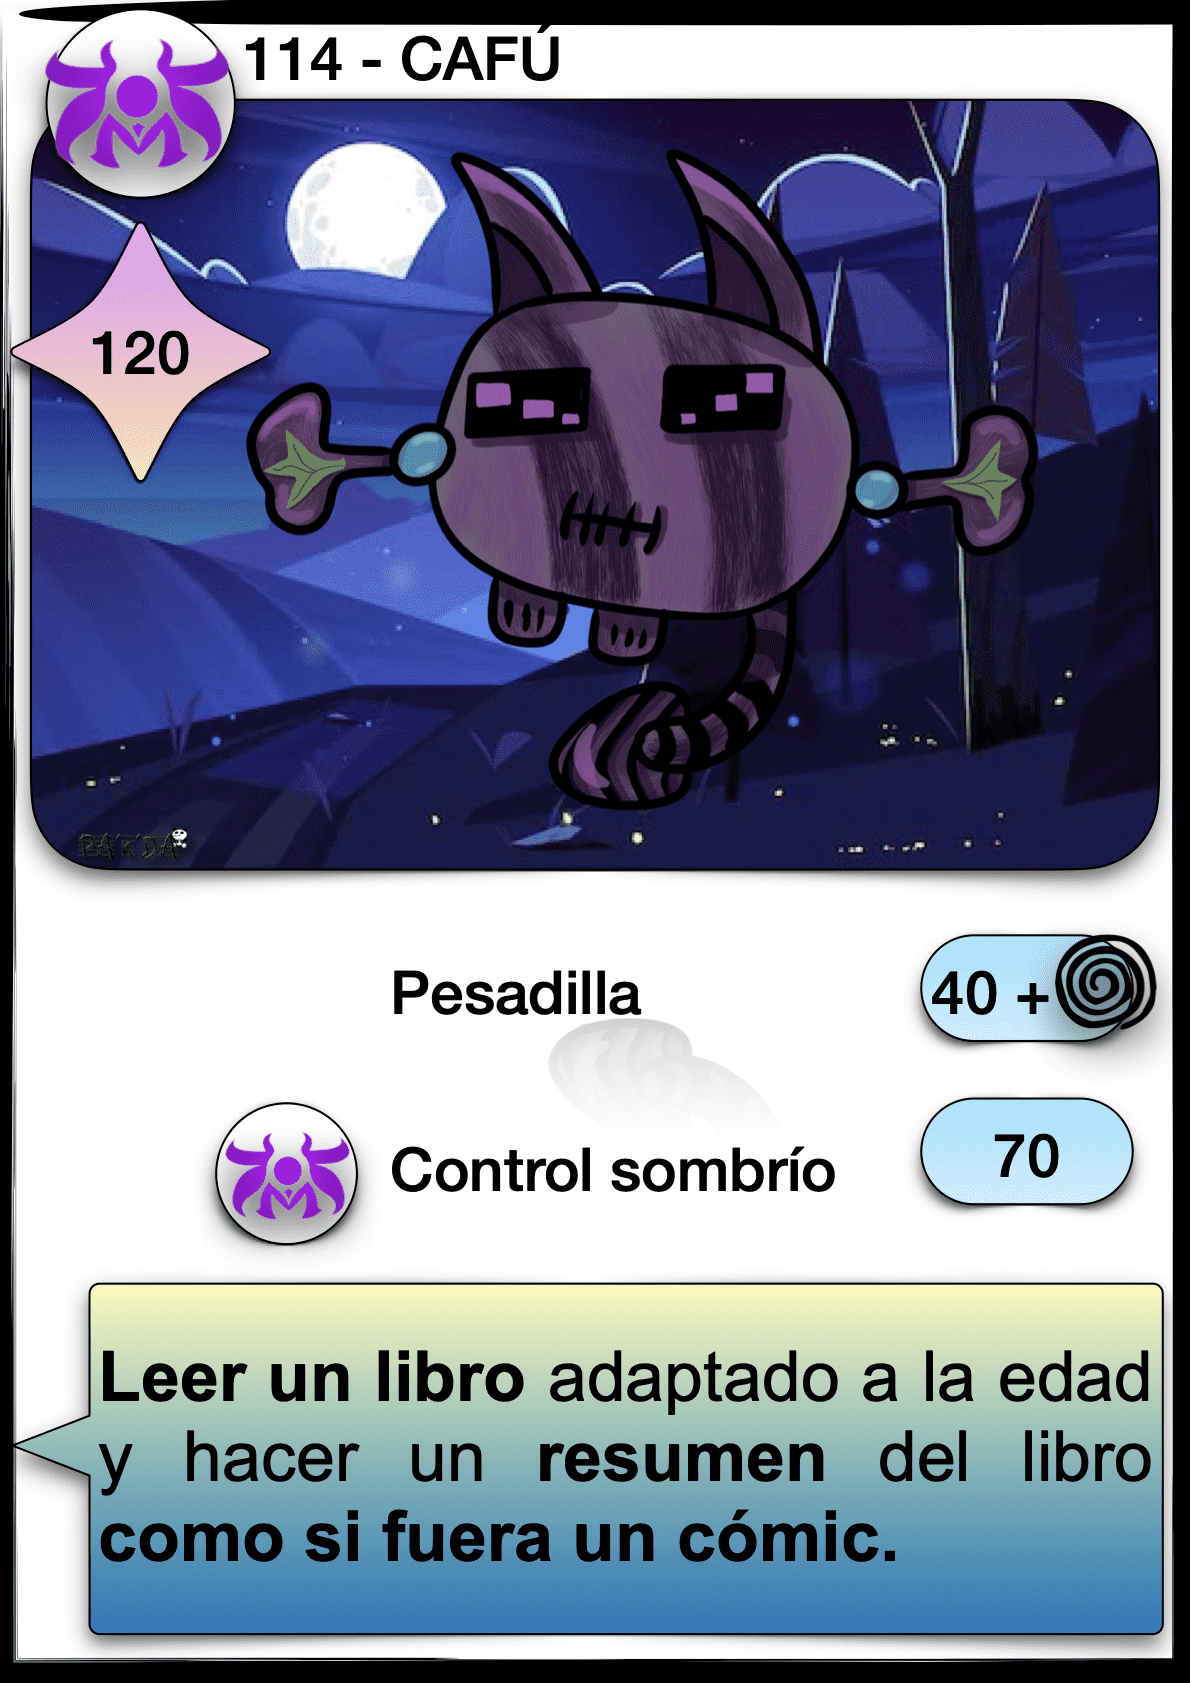 114 - CAFÚ
120
Pesadilla
40 +
Control sombrío
70
Leer un libro adaptado a la edad
y hacer un resumen del libro
como si fuera un cómic.